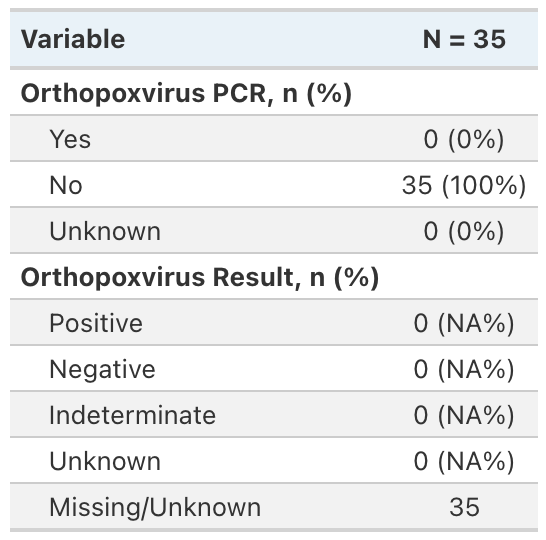 Variable N = 35
Orthopoxvirus PCR, n (%)
Yes 0 (0%)
No 35 (100%)
Unknown 0 (0%)
Orthopoxvirus Result, n (%)
Positive 0 (NA%)
Negative 0 (NA%)
Indeterminate 0 (NA%)
Unknown 0 (NA%)
Missing/Unknown 35